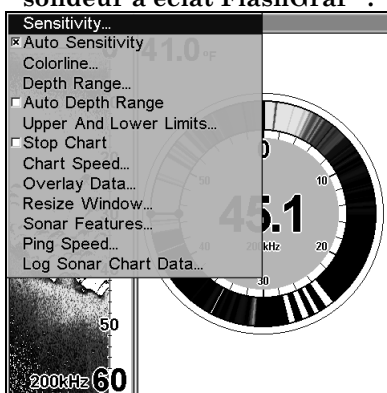 sondeur à éclat FlashGraf
Sensitivity...
Auto Sensitivity
Colorline...
Depth Range...
Auto Depth Range
Upper And Lower Limits...
Stop Chart
Chart Speed...
Overlay Data...
Resize Window...
Sonar Features...
Ping Speed...
Log Sonar Chart Data...
41.0 °F
0
50
10
45.1
40
200kHz
20
30
50
200kHz 60